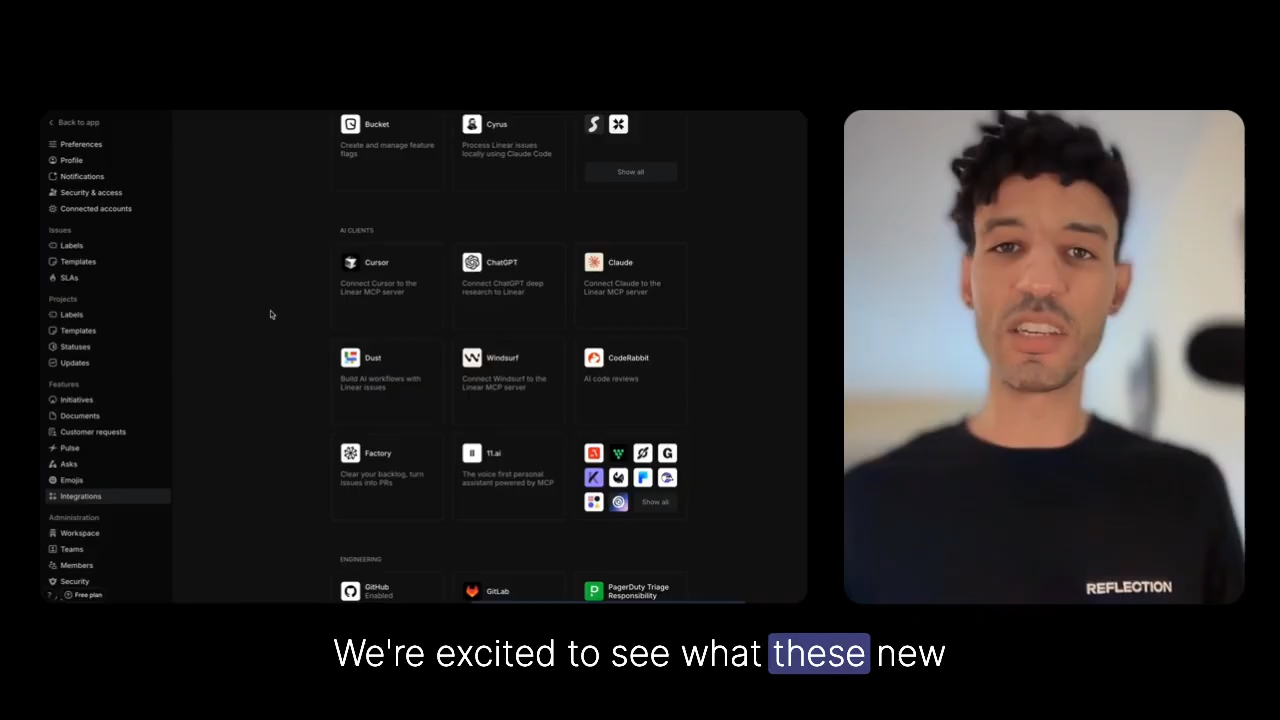 Back to app
Preferences
Profile
Notifications
Security & access
Connected accounts
Issues
Labels
Templates
SLAs
Projects
Labels
Templates
Statuses
Updates
Features
Initiatives
Documents
Customer requests
Pulse
Asks
Emojis
Integrations
Administration
Workspace
Teams
Members
Security
? Free plan
Bucket
Create and manage feature
flags
Cyrus
Process Linear issues
locally using Claude Code
Show all
AI CLIENTS
Cursor
Connect Cursor to the
Linear MCP server
ChatGPT
Connect ChatGPT deep
research to Linear
Claude
Connect Claude to the
Linear MCP server
Dust
Build AI workflows with
Linear issues
Windsurf
Connect Windsurf to the
Linear MCP server
CodeRabbit
AI code reviews
Factory
Clear your backlog, turn
issues into PRs
11.ai
The voice first personal
assistant powered by MCP
Show all
ENGINEERING
GitHub
Enabled
GitLab
PagerDuty Triage
Responsibility
REFLECTION
We're excited to see what these new